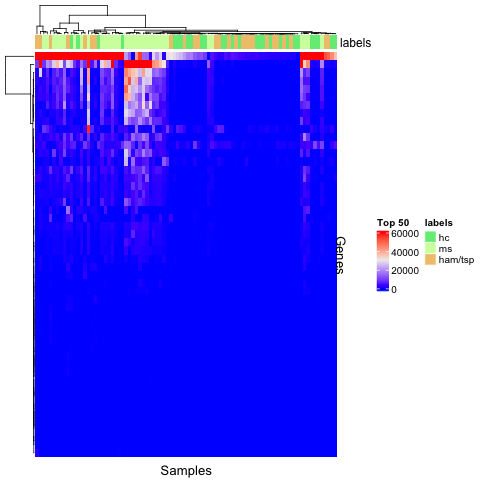 labels
Genes
Samples
Top 50
60000
40000
20000
0
labels
hc
ms
ham/tsp